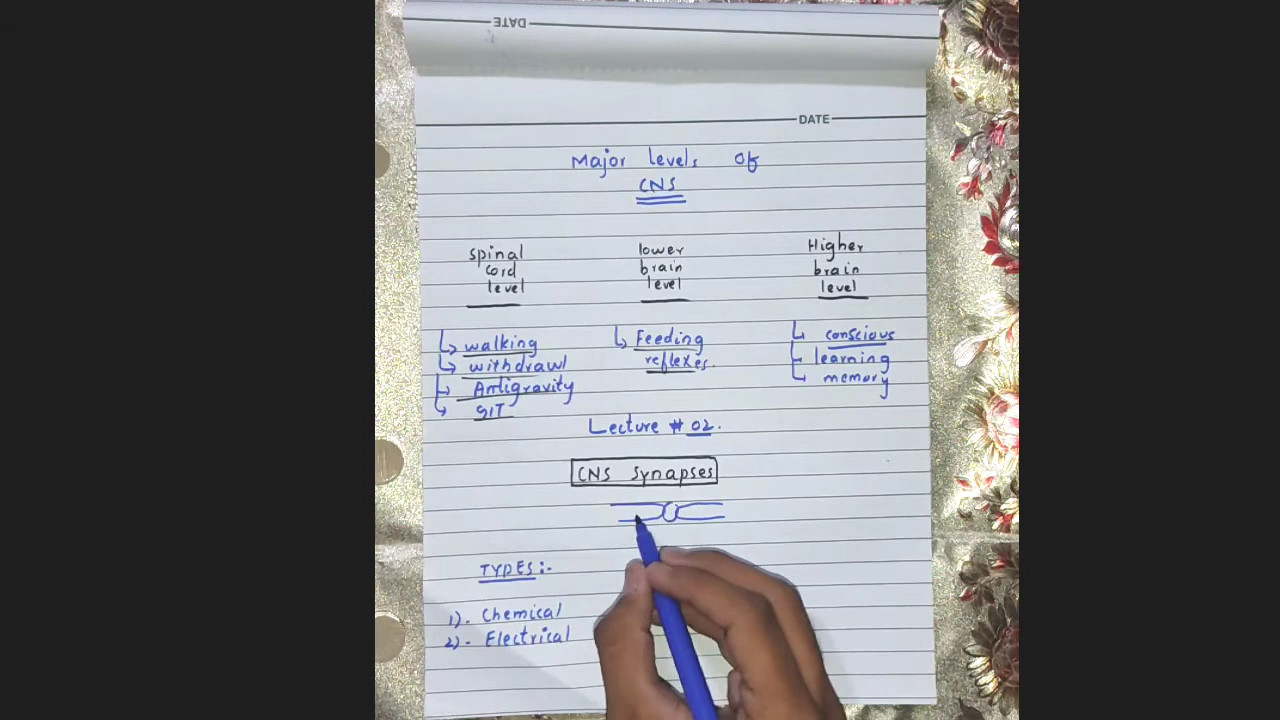 DATE
DATE
Major levels of
CNS
spinal
cord
level
lower
brain
level
Higher
brain
level
walking
withdrawl
Antigravity
GIT
Feeding
reflexes.
conscious
learning
memory
Lecture # 02.
CNS Synapses
TYPES:-
1). Chemical
2)- Electrical